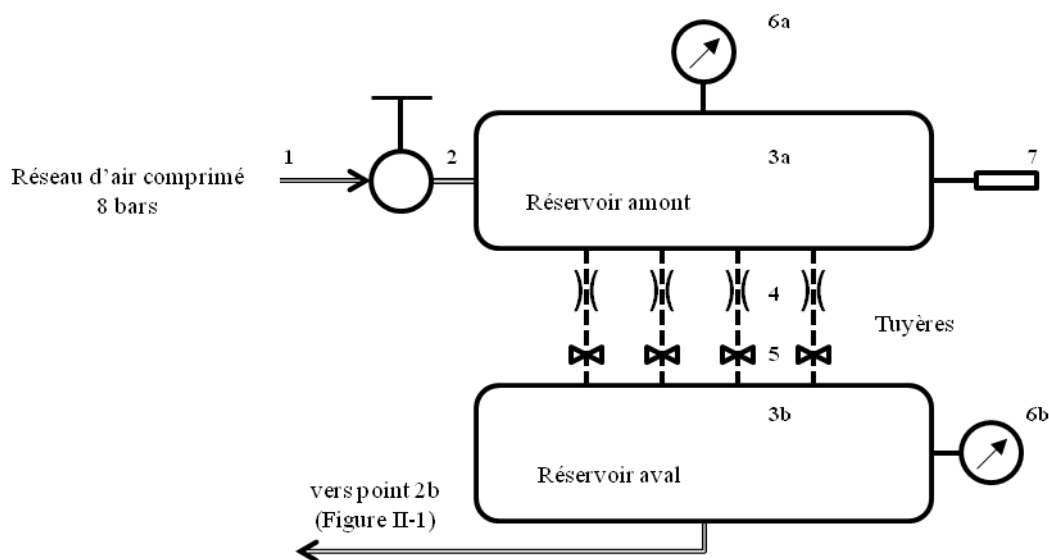 6a
1
2
3a
7
Réseau d'air comprimé
8 bars
Réservoir amont
4
Tuyères
5
3b
6b
Réservoir aval
vers point 2b
(Figure II-1)